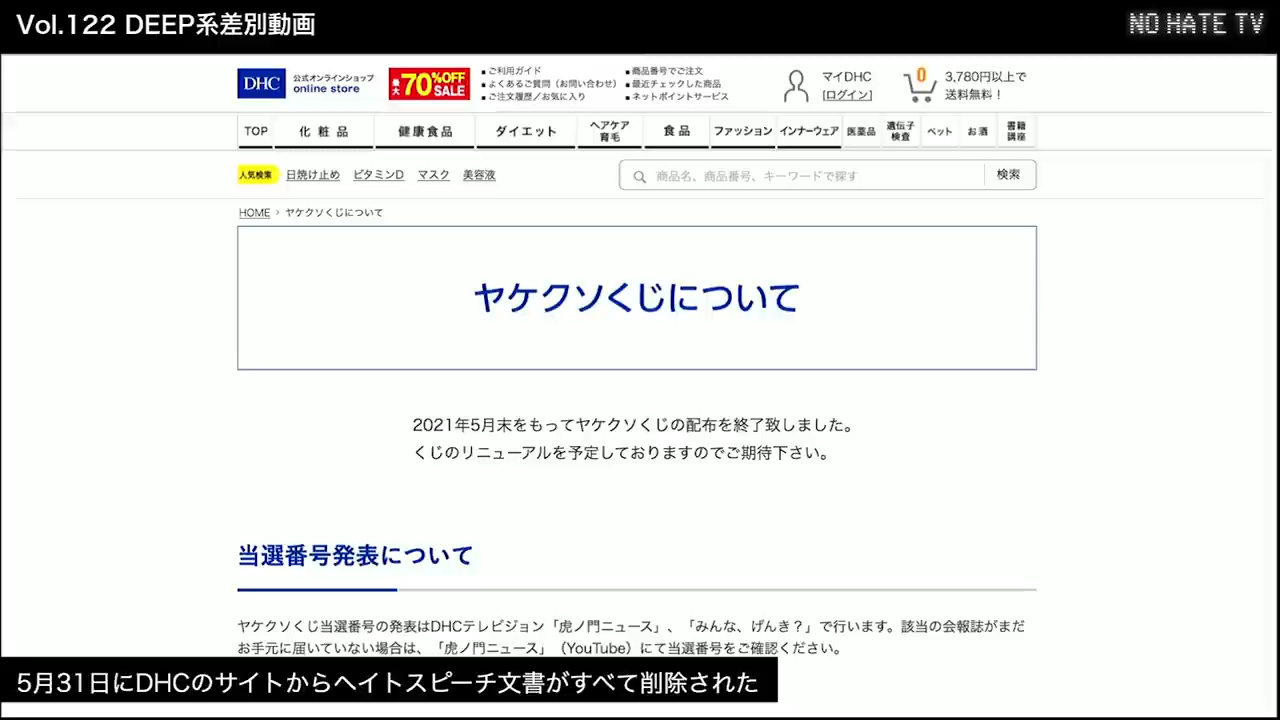 Vol.122 DEEP系差別動画
NO HATE TV
DHC 公式オンラインショップ
online store
最大70%OFF SALE
■ご利用ガイド
■よくあるご質問（お問い合わせ）
■ご注文履歴／お気に入り
■商品番号でご注文
■最近チェックした商品
■ネットポイントサービス
マイDHC
[ログイン]
0
3,780円以上で
送料無料！
TOP 化粧品 健康食品 ダイエット ヘアケア 育毛 食品 ファッション インナーウェア 医薬品 遺伝子検査 ペット お酒 書籍 講座
人気検索 日焼け止め ビタミンD マスク 美容液
商品名、商品番号、キーワードで探す 検索
HOME › ヤケクソくじについて
ヤケクソくじについて
2021年5月末をもってヤケクソくじの配布を終了致しました。
くじのリニューアルを予定しておりますのでご期待下さい。
当選番号発表について
ヤケクソくじ当選番号の発表はDHCテレビジョン「虎ノ門ニュース」、「みんな、げんき？」で行います。該当の会報誌がまだ
お手元に届いていない場合は、「虎ノ門ニュース」（YouTube）にて当選番号をご確認ください。
5月31日にDHCのサイトからヘイトスピーチ文書がすべて削除された